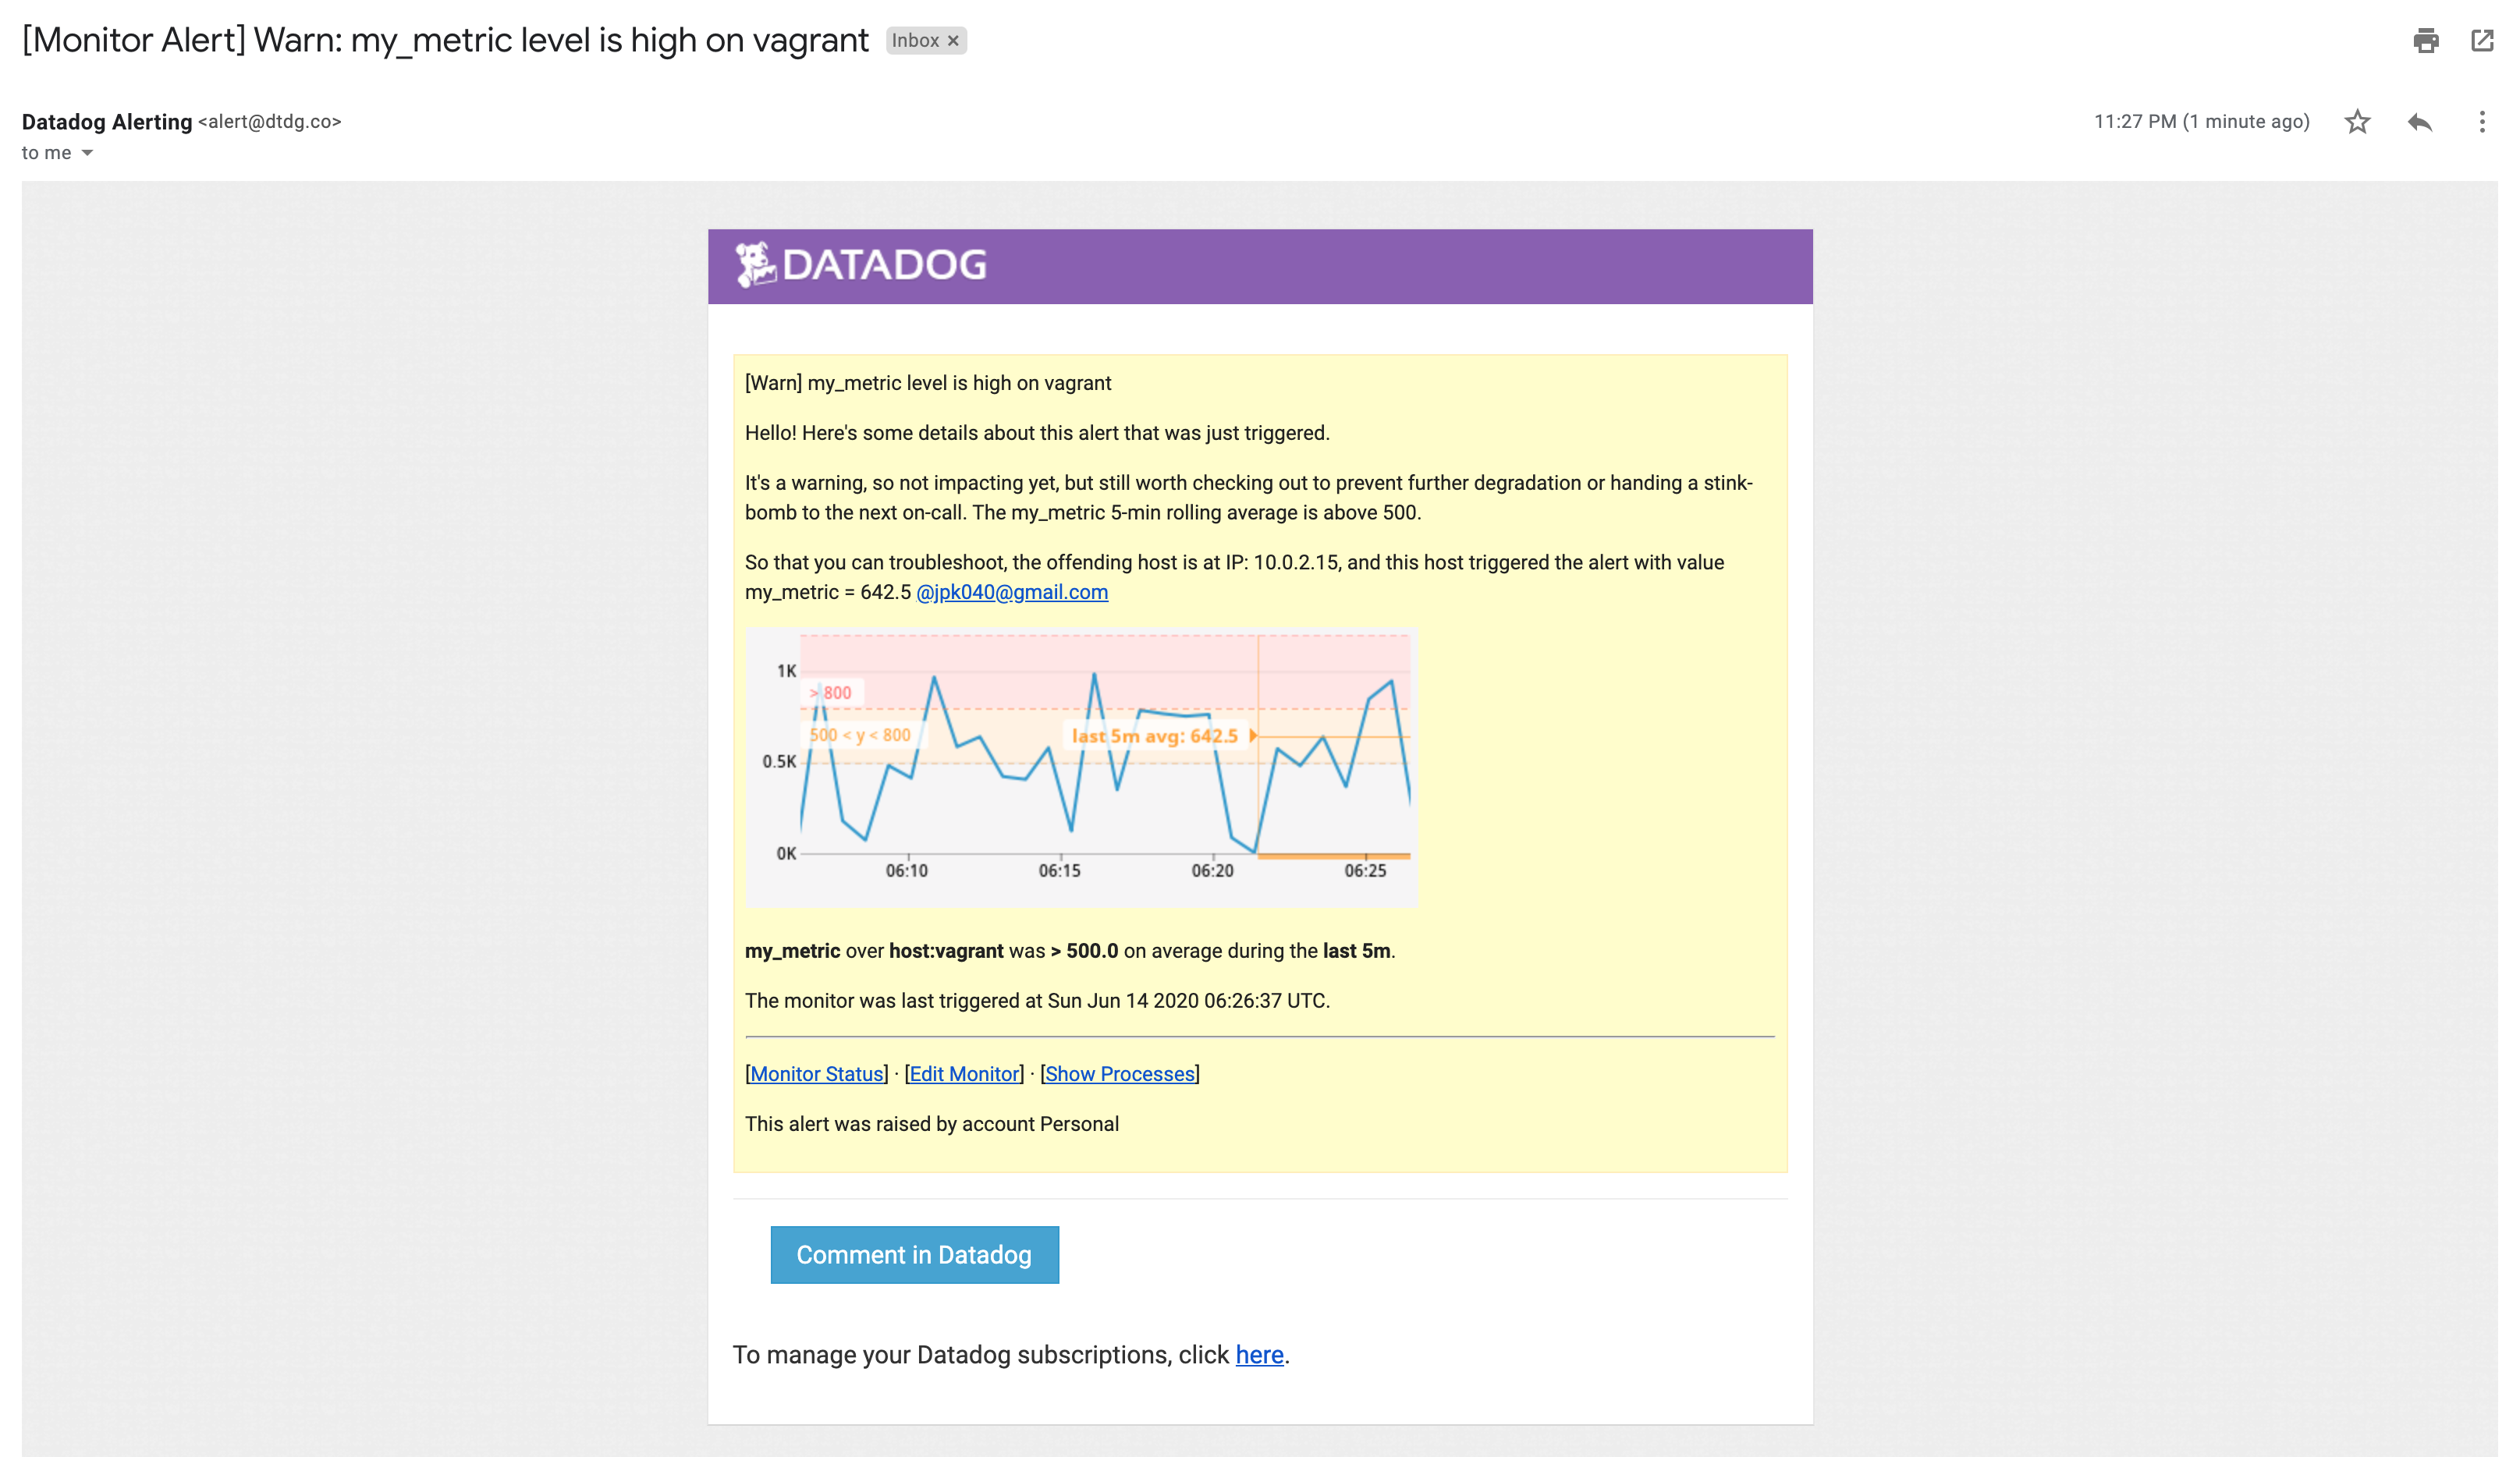 [Monitor Alert] Warn: my_metric level is high on vagrant Inbox ×
Datadog Alerting <alert@dtdg.co>
11:27 PM (1 minute ago)
to me
DATADOG
[Warn] my_metric level is high on vagrant
Hello! Here's some details about this alert that was just triggered.
It's a warning, so not impacting yet, but still worth checking out to prevent further degradation or handing a stink-
bomb to the next on-call. The my_metric 5-min rolling average is above 500.
So that you can troubleshoot, the offending host is at IP: 10.0.2.15, and this host triggered the alert with value
my_metric = 642.5 @jpk040@gmail.com
1K
> 800
500 < y < 800
last 5m avg: 642.5
0.5K
0K
06:10 06:15 06:20 06:25
my_metric over host:vagrant was > 500.0 on average during the last 5m.
The monitor was last triggered at Sun Jun 14 2020 06:26:37 UTC.
[Monitor Status] · [Edit Monitor] · [Show Processes]
This alert was raised by account Personal
Comment in Datadog
To manage your Datadog subscriptions, click here.